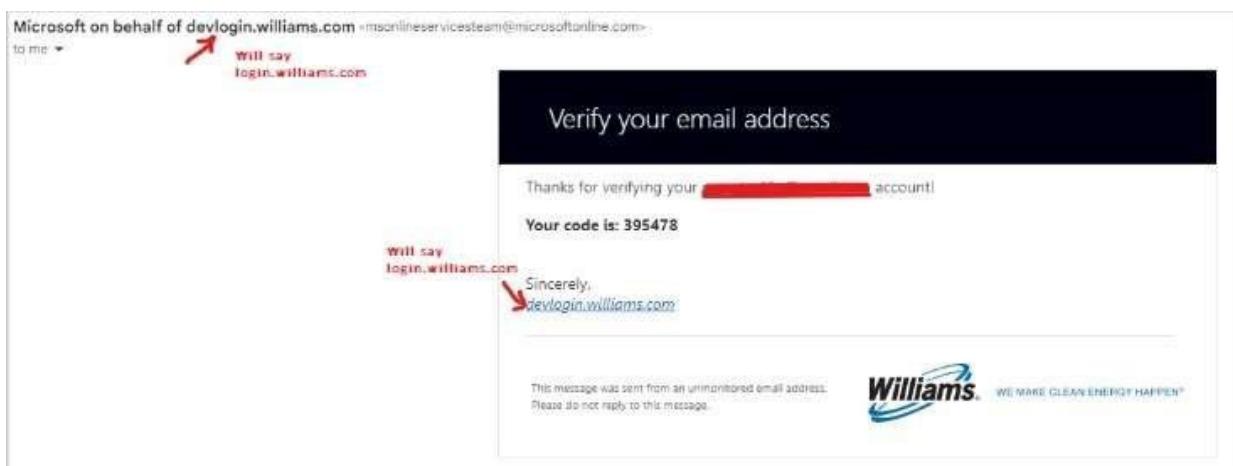 Microsoft on behalf of devlogin.williams.com <msonlineservicesteam@microsoftonline.com>
to me
Will say
login.williams.com
Verify your email address
Thanks for verifying your account!
Your code is: 395478
Will say
login.williams.com
Sincerely,
devlogin.williams.com
This message was sent from an unmonitored email address.
Please do not reply to this message.
Williams.
WE MAKE CLEAN ENERGY HAPPEN®